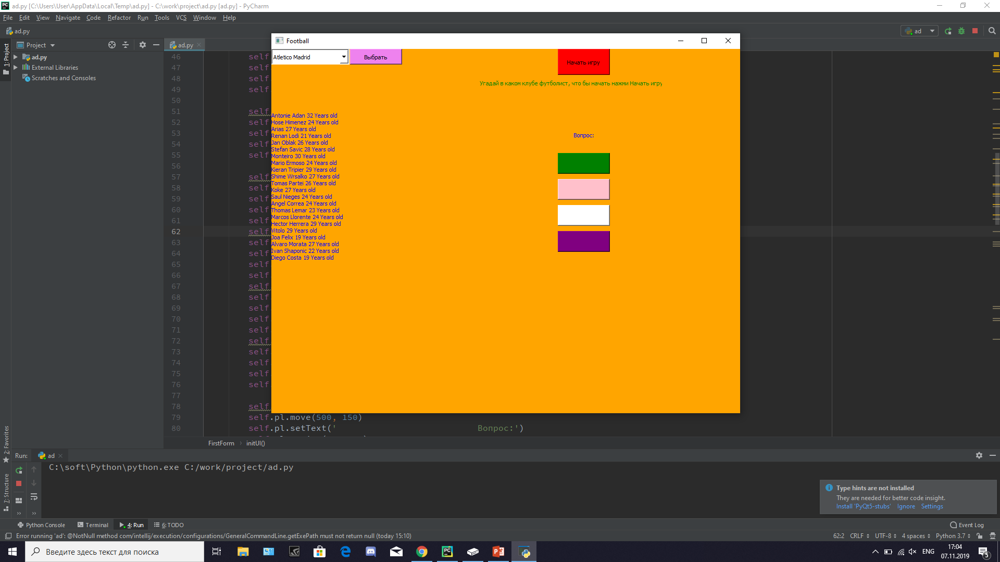 ad.py [C:\Users\User\AppData\Local\Temp\ad.py] - C:\work\project\ad.py [ad.py] - PyCharm
File Edit View Navigate Code Refactor Run Tools VCS Window Help
ad.py
ad
Project
ad.py
1: Project
ad.py
External Libraries
Scratches and Consoles
Football
Atletico Madrid
Выбрать
Начать игру
Угадай в каком клубе футболист, что бы начать нажми Начать игру
Antonie Adan 32 Years old
Hose Himenez 24 Years old
Arias 27 Years old
Renan Lodi 21 Years old
Jan Oblak 26 Years old
Stefan Savic 28 Years old
Monteiro 30 Years old
Mario Ermoso 24 Years old
Kieran Tripier 29 Years old
Shime Wrsalko 27 Years old
Tomas Partei 26 Years old
Koke 27 Years old
Saul Nieges 24 Years old
Angel Correa 24 Years old
Thomas Lemar 23 Years old
Marcos Llorente 24 Years old
Hector Herrera 29 Years old
Vitolo 29 Years old
Joa Felix 19 Years old
Alvaro Morata 27 Years old
Ivan Shaponic 22 Years old
Diego Costa 19 Years old
Вопрос:
46 self
47 self
48 self
49 self
50
51 self
52 self
53 self
54 self
55 self
56
57 self
58 self
59 self
60 self
61 self
62 self
63 self
64 self
65 self
66 self
67 self
68 self
69 self
70 self
71 self
72 self
73 self
74 self
75 self
76 self
77
78 self
79 self.pl.move(500, 150)
80 self.pl.setText(' Вопрос:')
FirstForm › initUI()
2: Favorites
7: Structure
Run: ad
C:\soft\Python\python.exe C:/work/project/ad.py
Type hints are not installed
They are needed for better code insight.
Install 'PyQt5-stubs' Ignore Settings
Python Console Terminal 4: Run 6: TODO
Event Log
Error running 'ad': @NotNull method com/intellij/execution/configurations/GeneralCommandLine.getExePath must not return null (today 15:10)
62:2 CRLF UTF-8 4 spaces Python 3.7
Введите здесь текст для поиска
ENG
17:04
07.11.2019
5